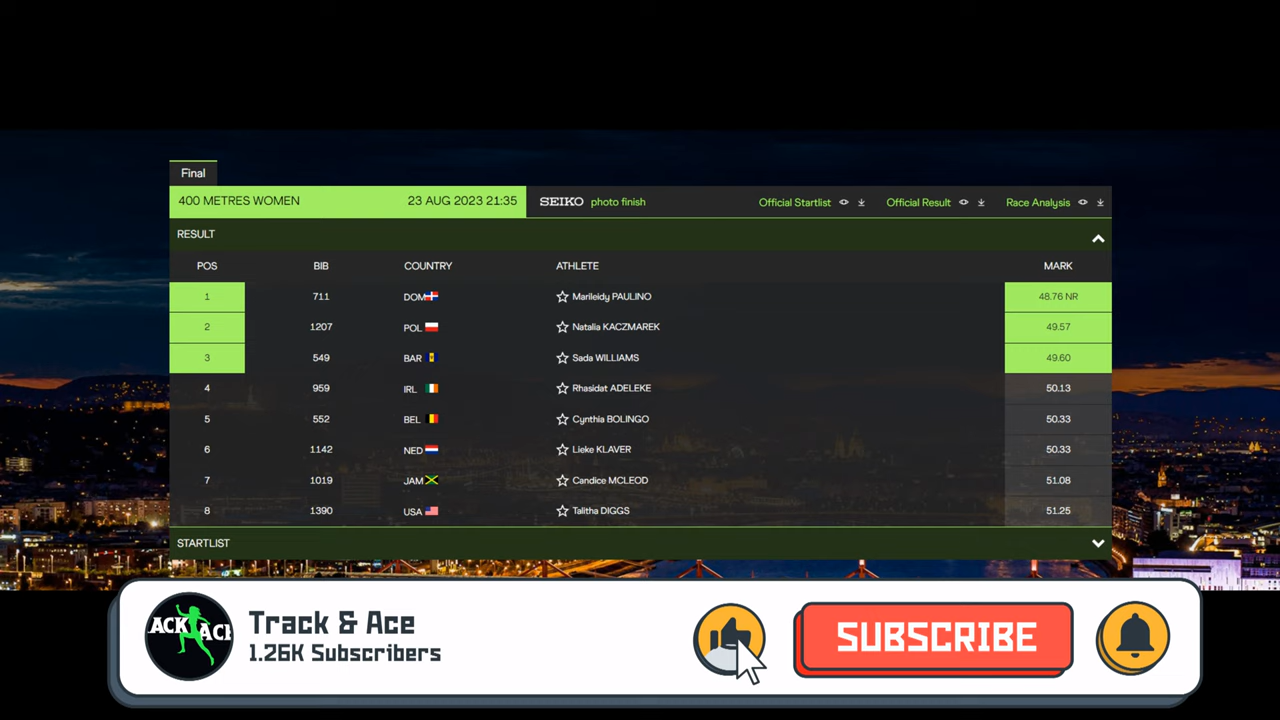 Final
400 METRES WOMEN 23 AUG 2023 21:35 SEIKO photo finish Official Startlist Official Result Race Analysis
RESULT
POS BIB COUNTRY ATHLETE MARK
1 711 DOM Marileidy PAULINO 48.76 NR
2 1207 POL Natalia KACZMAREK 49.57
3 549 BAR Sada WILLIAMS 49.60
4 959 IRL Rhasidat ADELEKE 50.13
5 552 BEL Cynthia BOLINGO 50.33
6 1142 NED Lieke KLAVER 50.33
7 1019 JAM Candice MCLEOD 51.08
8 1390 USA Talitha DIGGS 51.25
STARTLIST
ACK ACI
Track & Ace
1.26K Subscribers
SUBSCRIBE